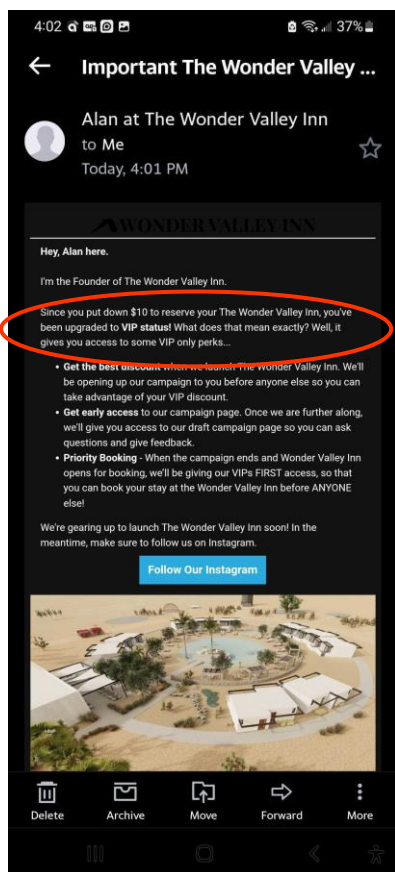 4:02
37%
Important The Wonder Valley ...
Alan at The Wonder Valley Inn
to Me
Today, 4:01 PM
WONDER VALLEY INN
Hey, Alan here.
I'm the Founder of The Wonder Valley Inn.
Since you put down $10 to reserve your The Wonder Valley Inn, you've
been upgraded to VIP status! What does that mean exactly? Well, it
gives you access to some VIP only perks...
• Get the best discount when we launch The Wonder Valley Inn. We'll
be opening up our campaign to you before anyone else so you can
take advantage of your VIP discount.
• Get early access to our campaign page. Once we are further along,
we'll give you access to our draft campaign page so you can ask
questions and give feedback.
• Priority Booking - When the campaign ends and Wonder Valley Inn
opens for booking, we'll be giving our VIPs FIRST access, so that
you can book your stay at the Wonder Valley Inn before ANYONE
else!
We're gearing up to launch The Wonder Valley Inn soon! In the
meantime, make sure to follow us on Instagram.
Follow Our Instagram
Delete Archive Move Forward More